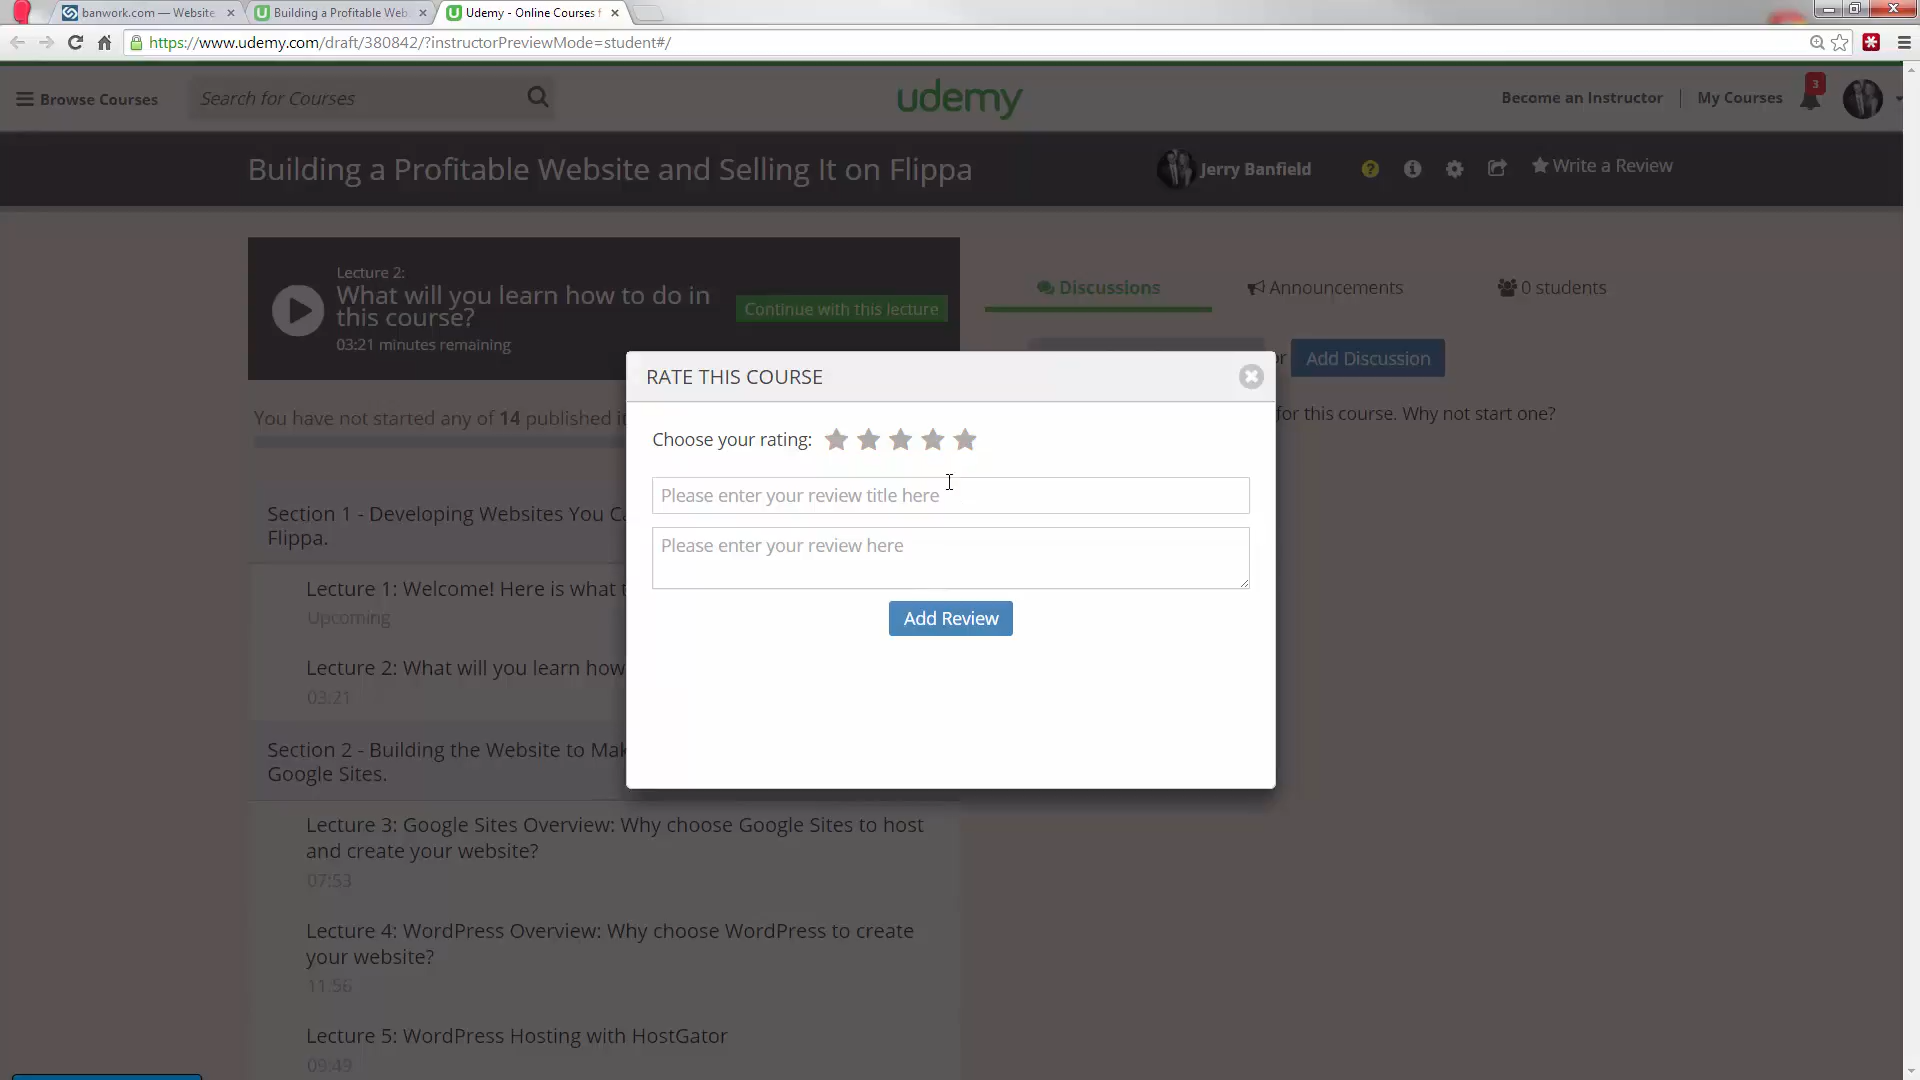 banwork.com — Website
Building a Profitable Web
Udemy - Online Courses f
https://www.udemy.com/draft/380842/?instructorPreviewMode=student#/
Browse Courses
Search for Courses
udemy
Become an Instructor
My Courses
3
Building a Profitable Website and Selling It on Flippa
Jerry Banfield
Write a Review
Lecture 2:
What will you learn how to do in
this course?
03:21 minutes remaining
Continue with this lecture
Discussions
Announcements
0 students
or
Add Discussion
for this course. Why not start one?
You have not started any of 14 published it
RATE THIS COURSE
Choose your rating:
Please enter your review title here
Please enter your review here
Add Review
Section 1 - Developing Websites You Ca
Flippa.
Lecture 1: Welcome! Here is what t
Upcoming
Lecture 2: What will you learn how
03:21
Section 2 - Building the Website to Mak
Google Sites.
Lecture 3: Google Sites Overview: Why choose Google Sites to host
and create your website?
07:53
Lecture 4: WordPress Overview: Why choose WordPress to create
your website?
11:56
Lecture 5: WordPress Hosting with HostGator
09:49